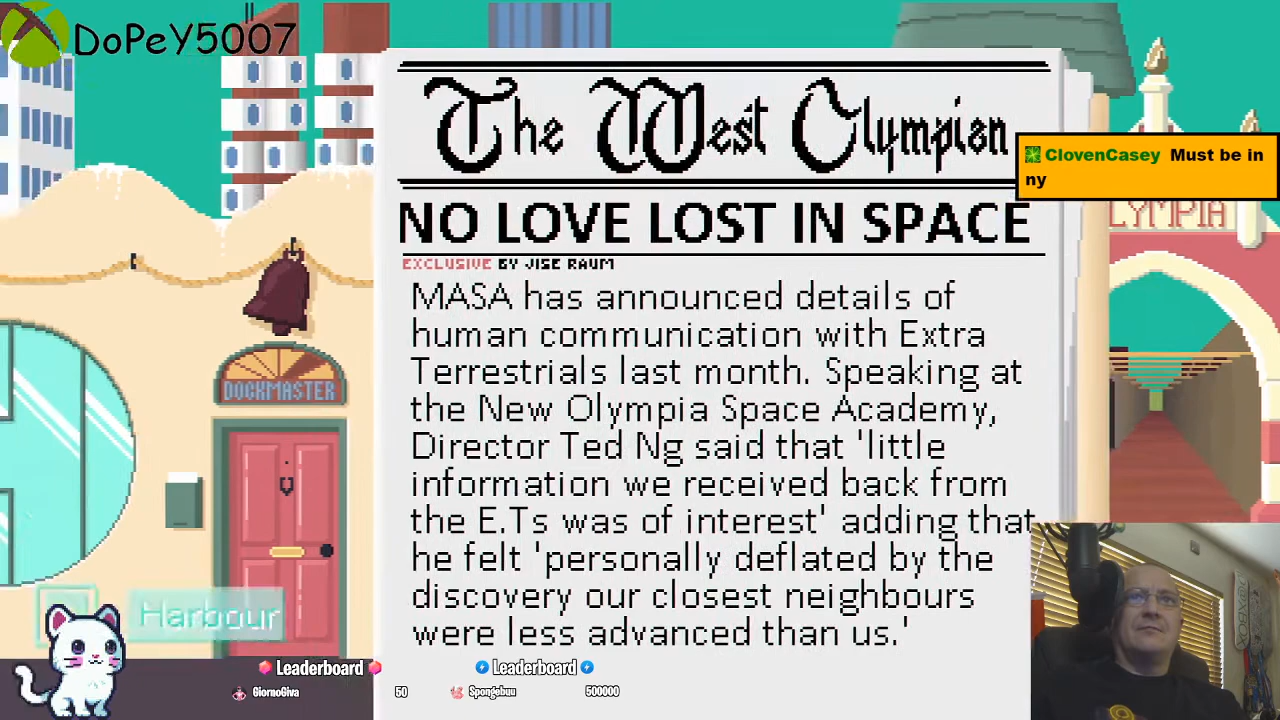 DoPeY5007
The West Olympian
ClovenCasey Must be in
ny
LYMPIA
NO LOVE LOST IN SPACE
EXCLUSIVE BY JISE RAUM
MASA has announced details of
human communication with Extra
Terrestrials last month. Speaking at
the New Olympia Space Academy,
Director Ted Ng said that 'little
information we received back from
the E.Ts was of interest' adding that
he felt 'personally deflated by the
discovery our closest neighbours
were less advanced than us.'
DOCKMASTER
Harbour
Leaderboard
GiornoGiva 50
Leaderboard
Spongebuu 500000
XBOX